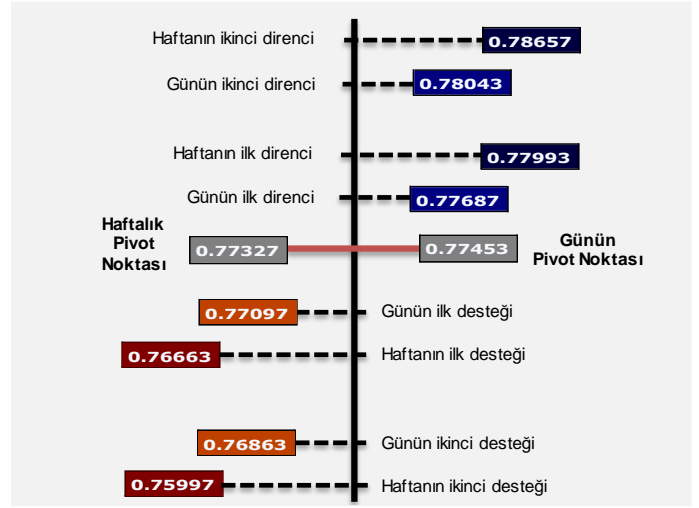 Haftanın ikinci direnci
0.78657
Günün ikinci direnci
0.78043
Haftanın ilk direnci
0.77993
Günün ilk direnci
0.77687
Haftalık
Pivot
Noktası
0.77327
0.77453
Günün
Pivot Noktası
0.77097
Günün ilk desteği
0.76663
Haftanın ilk desteği
0.76863
Günün ikinci desteği
0.75997
Haftanın ikinci desteği